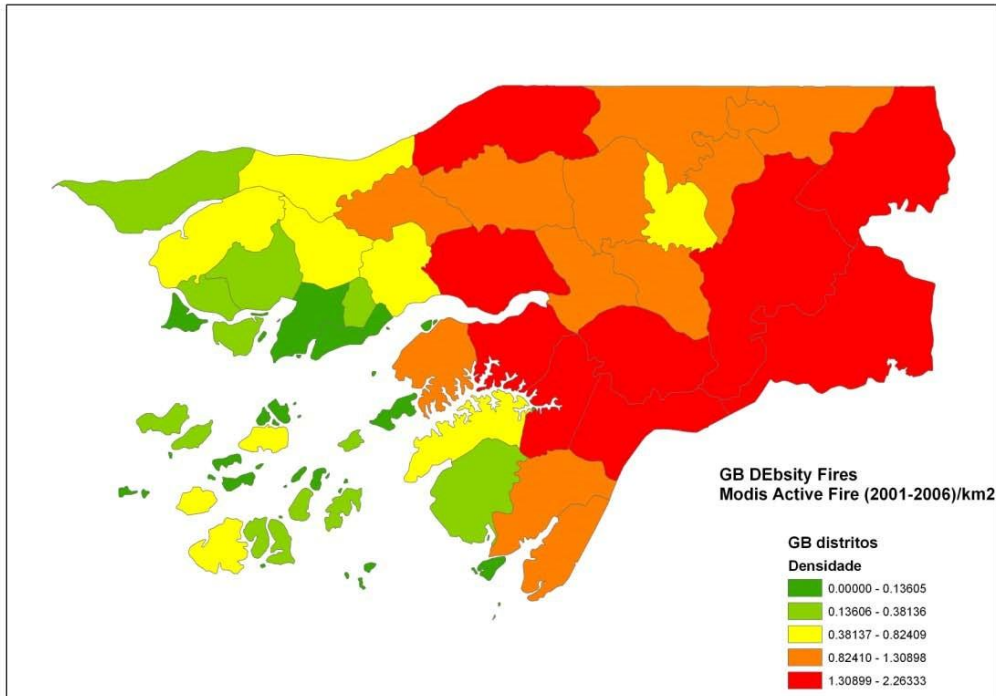 GB DEbsity Fires
Modis Active Fire (2001-2006)/km2
GB distritos
Densidade
0.00000 - 0.13605
0.13606 - 0.38136
0.38137 - 0.82409
0.82410 - 1.30898
1.30899 - 2.26333